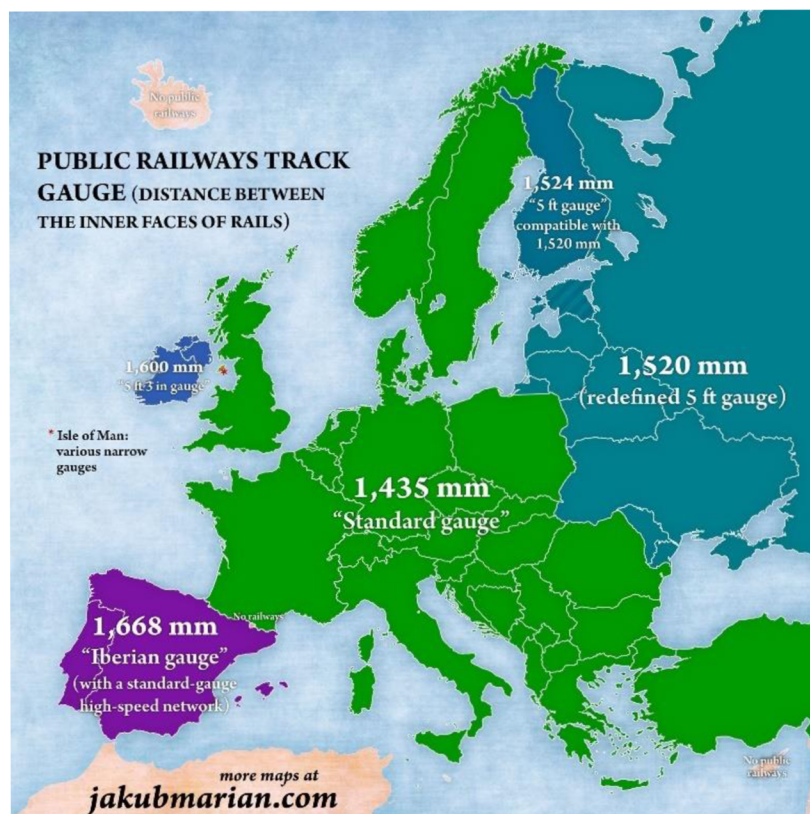 No public
railways
PUBLIC RAILWAYS TRACK
GAUGE (DISTANCE BETWEEN
THE INNER FACES OF RAILS)
1,524 mm
"5 ft gauge"
compatible with
1,520 mm
1,600 mm
"5 ft 3 in gauge"
1,520 mm
(redefined 5 ft gauge)
* Isle of Man:
various narrow
gauges
*
1,435 mm
"Standard gauge"
No railways
1,668 mm
"Iberian gauge"
(with a standard-gauge
high-speed network)
No public
railways
more maps at
jakubmarian.com